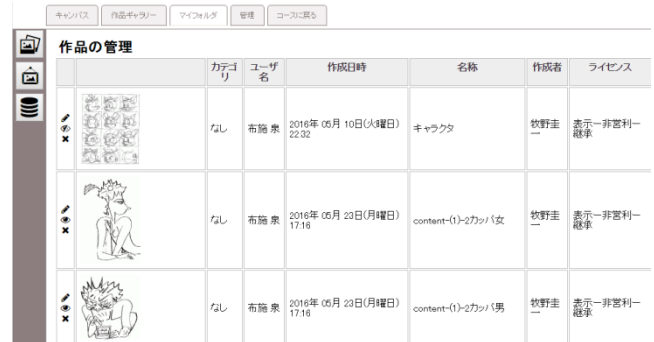 キャンパス 作品ギャラリー マイフォルダ 管理 コースに戻る
作品の管理
カテゴリ ユーザ名 作成日時 名称 作成者 ライセンス
なし 布施 泉 2016年 05月 10日(火曜日) 22:32 キャラクタ 牧野圭一 表示ー非営利ー継承
なし 布施 泉 2016年 05月 23日(月曜日) 17:16 content-(1)-2カッパ女 牧野圭一 表示ー非営利ー継承
なし 布施 泉 2016年 05月 23日(月曜日) 17:16 content-(1)-2カッパ男 牧野圭一 表示ー非営利ー継承